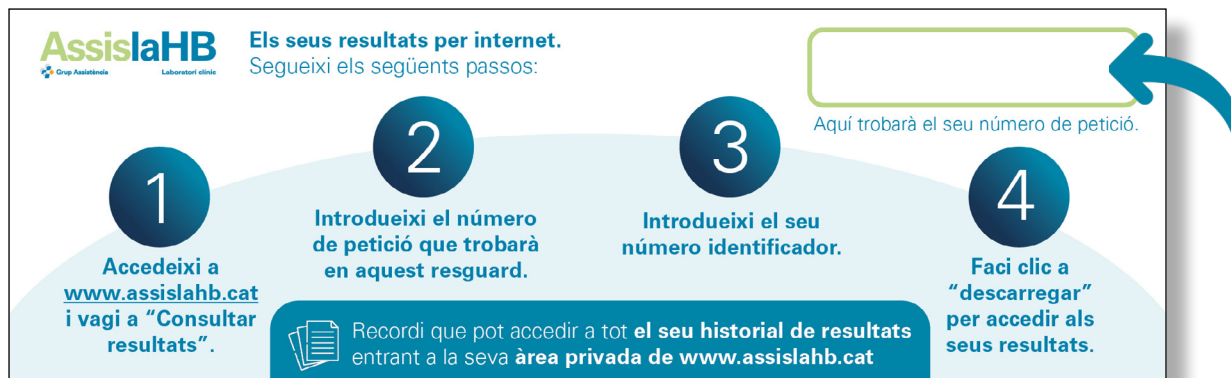 AssislaHB
Grup Assistència
Laboratori clínic
Els seus resultats per internet.
Segueixi els següents passos:
Aquí trobarà el seu número de petició.
1
Accedeixi a
www.assislahb.cat
i vagi a “Consultar
resultats”.
2
Introdueixi el número
de petició que trobarà
en aquest resguard.
3
Introdueixi el seu
número identificador.
4
Faci clic a
“descarregar”
per accedir als
seus resultats.
Recordi que pot accedir a tot el seu historial de resultats
entrant a la seva àrea privada de www.assislahb.cat